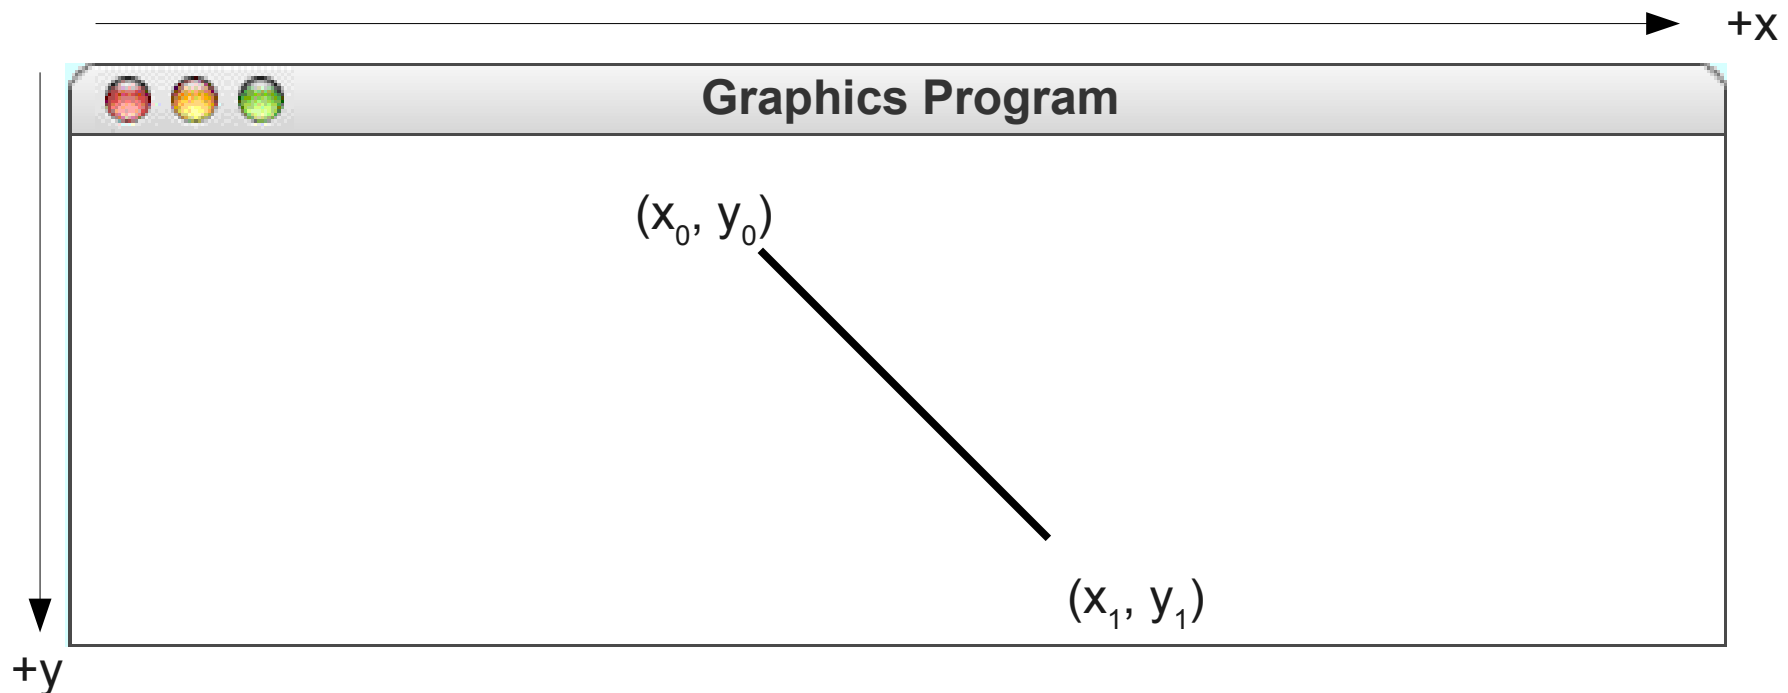 +x
Graphics Program
(x₀, y₀)
(x₁, y₁)
+y